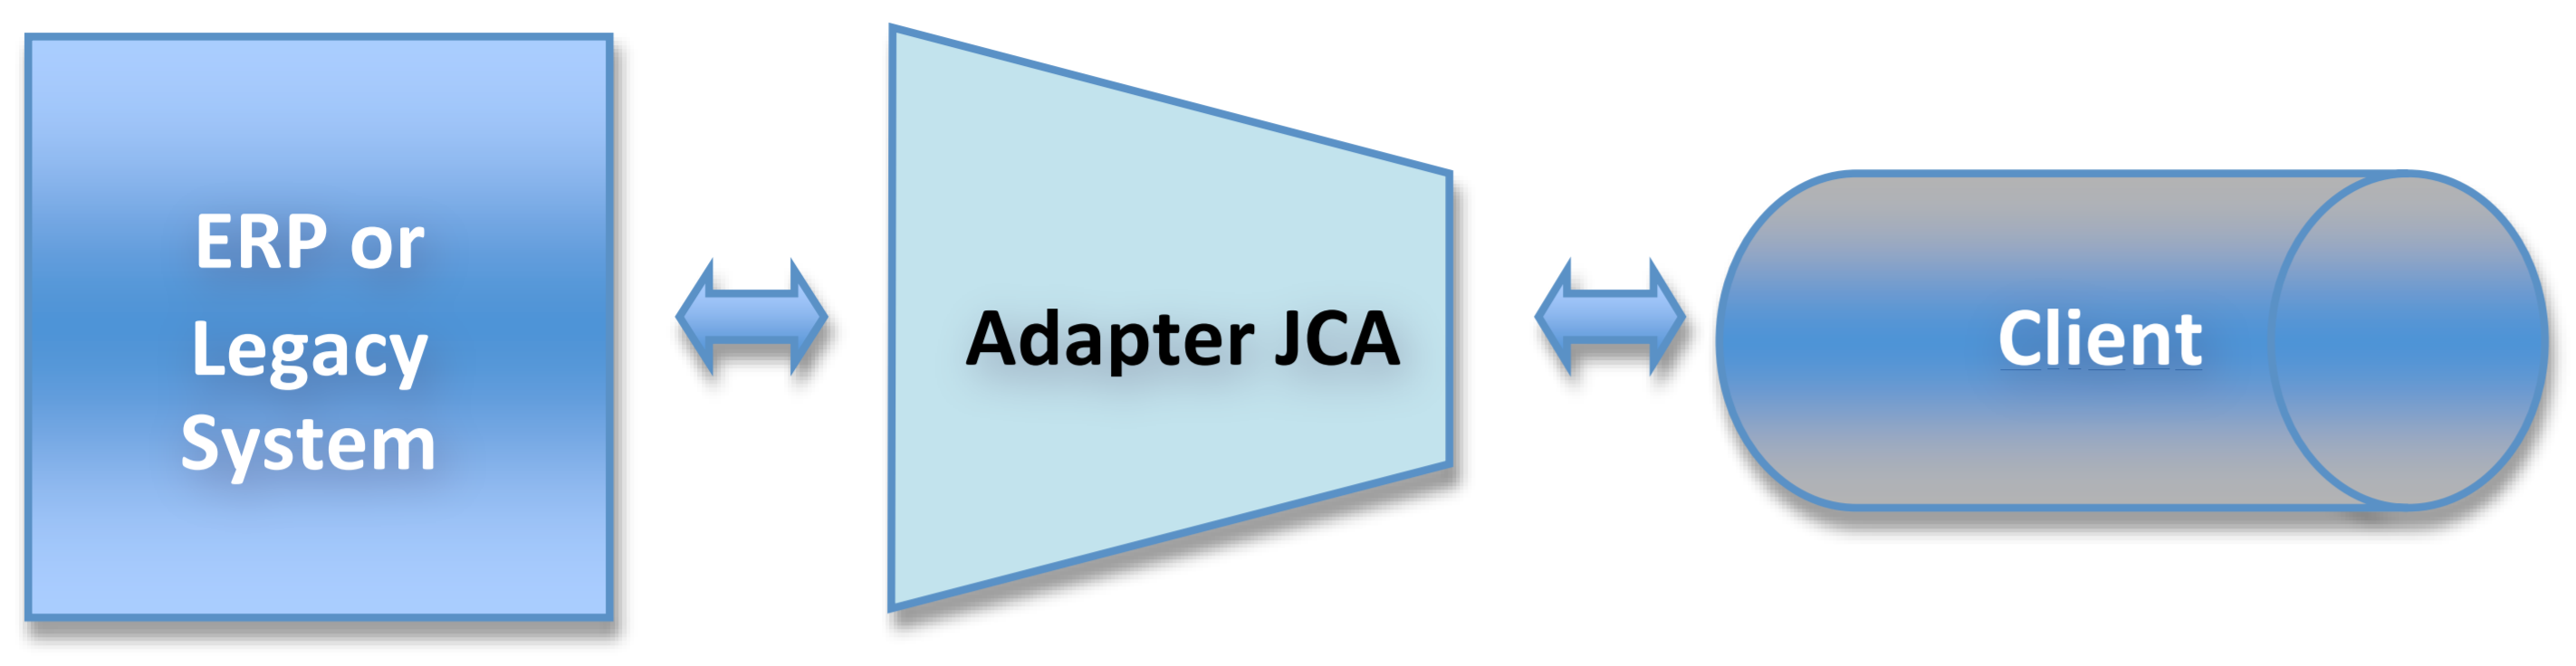 ERP or
Legacy
System
Adapter JCA
Client